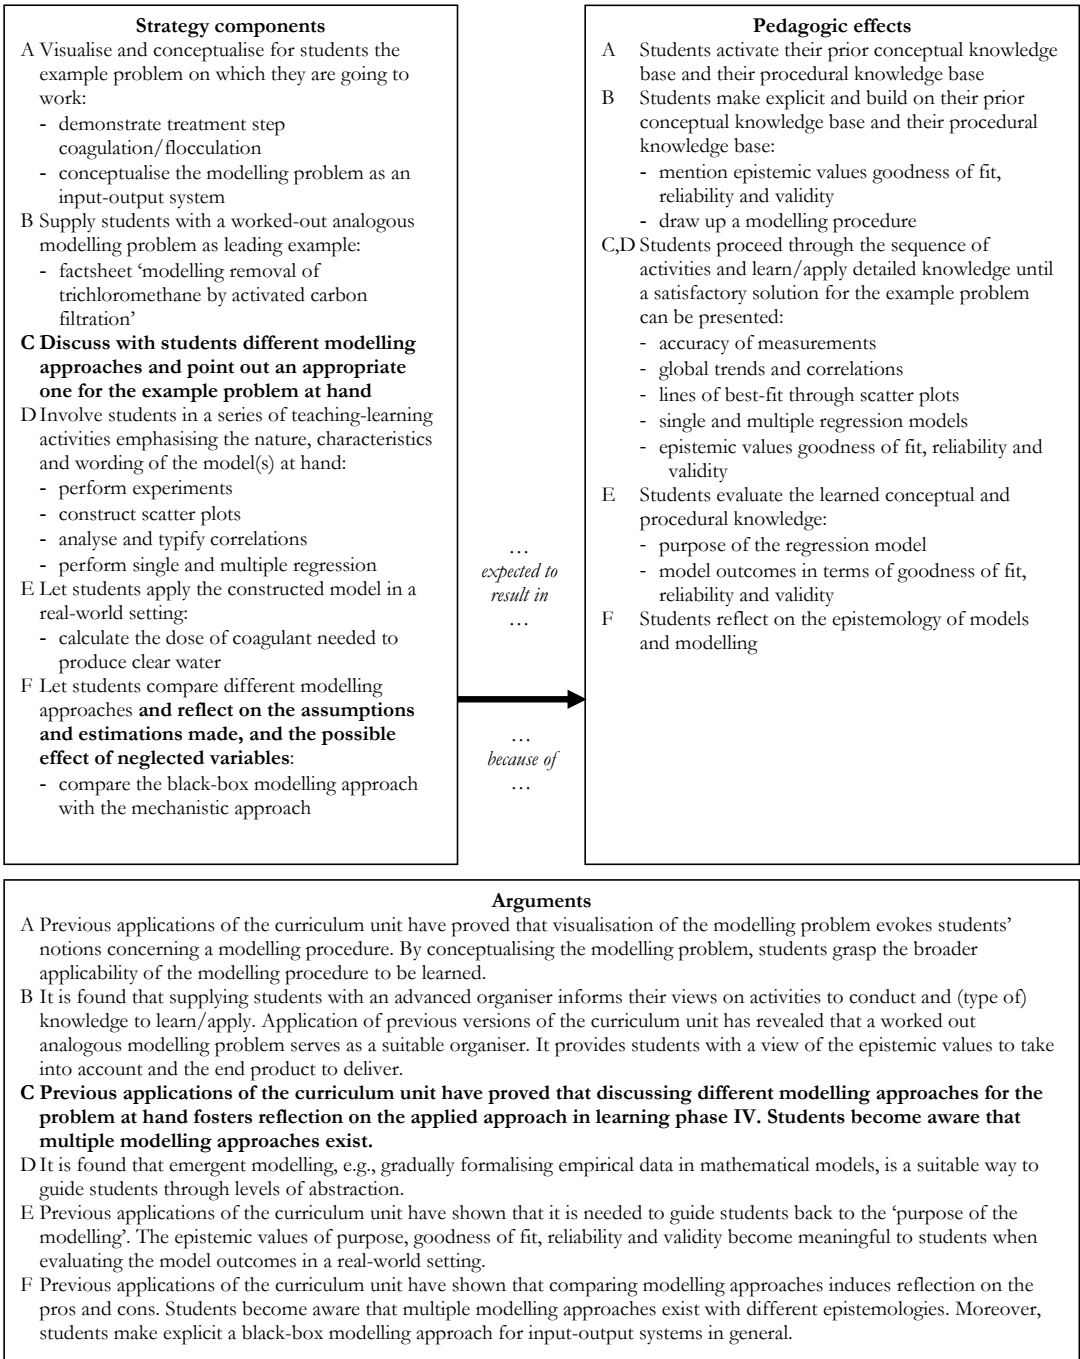 Strategy components
A Visualise and conceptualise for students the
example problem on which they are going to
work:
- demonstrate treatment step
coagulation/flocculation
- conceptualise the modelling problem as an
input-output system
B Supply students with a worked-out analogous
modelling problem as leading example:
- factsheet ‘modelling removal of
trichloromethane by activated carbon
filtration’
C Discuss with students different modelling
approaches and point out an appropriate
one for the example problem at hand
D Involve students in a series of teaching-learning
activities emphasising the nature, characteristics
and wording of the model(s) at hand:
- perform experiments
- construct scatter plots
- analyse and typify correlations
- perform single and multiple regression
E Let students apply the constructed model in a
real-world setting:
- calculate the dose of coagulant needed to
produce clear water
F Let students compare different modelling
approaches and reflect on the assumptions
and estimations made, and the possible
effect of neglected variables:
- compare the black-box modelling approach
with the mechanistic approach
…
expected to
result in
…
…
because of
…
Pedagogic effects
A Students activate their prior conceptual knowledge
base and their procedural knowledge base
B Students make explicit and build on their prior
conceptual knowledge base and their procedural
knowledge base:
- mention epistemic values goodness of fit,
reliability and validity
- draw up a modelling procedure
C,D Students proceed through the sequence of
activities and learn/apply detailed knowledge until
a satisfactory solution for the example problem
can be presented:
- accuracy of measurements
- global trends and correlations
- lines of best-fit through scatter plots
- single and multiple regression models
- epistemic values goodness of fit, reliability and
validity
E Students evaluate the learned conceptual and
procedural knowledge:
- purpose of the regression model
- model outcomes in terms of goodness of fit,
reliability and validity
F Students reflect on the epistemology of models
and modelling
Arguments
A Previous applications of the curriculum unit have proved that visualisation of the modelling problem evokes students’
notions concerning a modelling procedure. By conceptualising the modelling problem, students grasp the broader
applicability of the modelling procedure to be learned.
B It is found that supplying students with an advanced organiser informs their views on activities to conduct and (type of)
knowledge to learn/apply. Application of previous versions of the curriculum unit has revealed that a worked out
analogous modelling problem serves as a suitable organiser. It provides students with a view of the epistemic values to take
into account and the end product to deliver.
C Previous applications of the curriculum unit have proved that discussing different modelling approaches for the
problem at hand fosters reflection on the applied approach in learning phase IV. Students become aware that
multiple modelling approaches exist.
D It is found that emergent modelling, e.g., gradually formalising empirical data in mathematical models, is a suitable way to
guide students through levels of abstraction.
E Previous applications of the curriculum unit have shown that it is needed to guide students back to the ‘purpose of the
modelling’. The epistemic values of purpose, goodness of fit, reliability and validity become meaningful to students when
evaluating the model outcomes in a real-world setting.
F Previous applications of the curriculum unit have shown that comparing modelling approaches induces reflection on the
pros and cons. Students become aware that multiple modelling approaches exist with different epistemologies. Moreover,
students make explicit a black-box modelling approach for input-output systems in general.